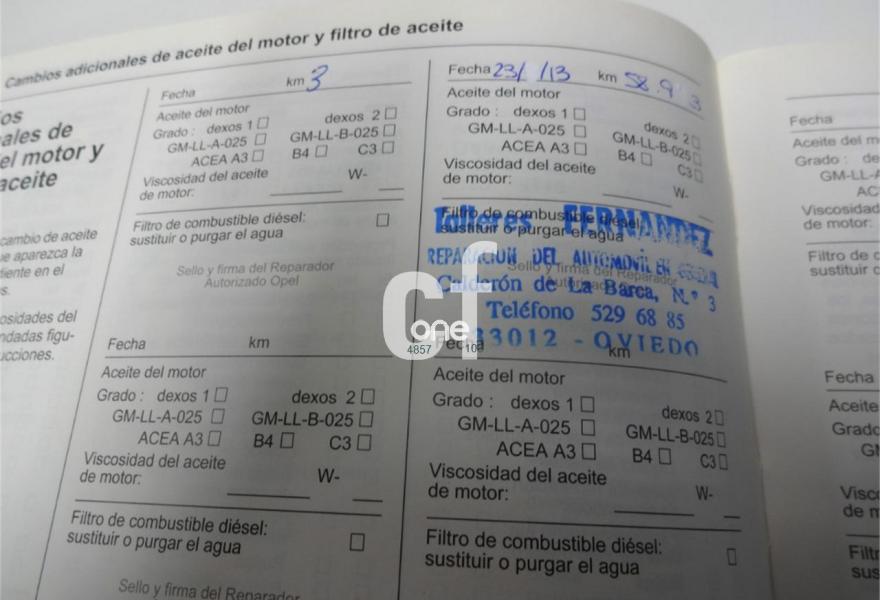 Cambios adicionales de aceite del motor y filtro de aceite
ales de
el motor y
aceite
cambio de aceite
aparezca la
en el
osidades del
figu-
ucciones.
Fecha km 3
Aceite del motor
Grado : dexos 1 dexos 2
GM-LL-A-025 GM-LL-B-025
ACEA A3 B4 C3
Viscosidad del aceite
de motor: W-
Filtro de combustible diésel:
sustituir o purgar el agua
Sello y firma del Reparador
Autorizado Opel
Fecha 23/ /13 km 58.9 3
Aceite del motor
Grado : dexos 1 dexos 2
GM-LL-A-025 GM-LL-B-025
ACEA A3 B4 C3
Viscosidad del aceite
de motor: W-
Filtro de combustible diésel:
sustituir o purgar el agua
Sello y firma del Reparador
Talleres FERNANDEZ
REPARACION DEL AUTOMOVIL EN
Calderón de La Barca, N.º 3
Teléfono 529 68 85
33012 - OVIEDO
Cf
one
4857 10
Fecha km
Aceite del motor
Grado : dexos 1 dexos 2
GM-LL-A-025 GM-LL-B-025
ACEA A3 B4 C3
Viscosidad del aceite
de motor: W-
Filtro de combustible diésel:
sustituir o purgar el agua
Sello y firma del Reparador
Fecha km
Aceite del motor
Grado : dexos 1 dexos 2
GM-LL-A-025 GM-LL-B-025
ACEA A3 B4 C3
Viscosidad del aceite
de motor: W-
Filtro de combustible diésel:
sustituir o purgar el agua
Fecha
Aceite del m
Grado : de
GM-LL-A
AC
Viscosidad
de motor:
Filtro de c
sustituir o
Fecha
Aceite
Grado
GM
Visco
de m
Filtr
sus